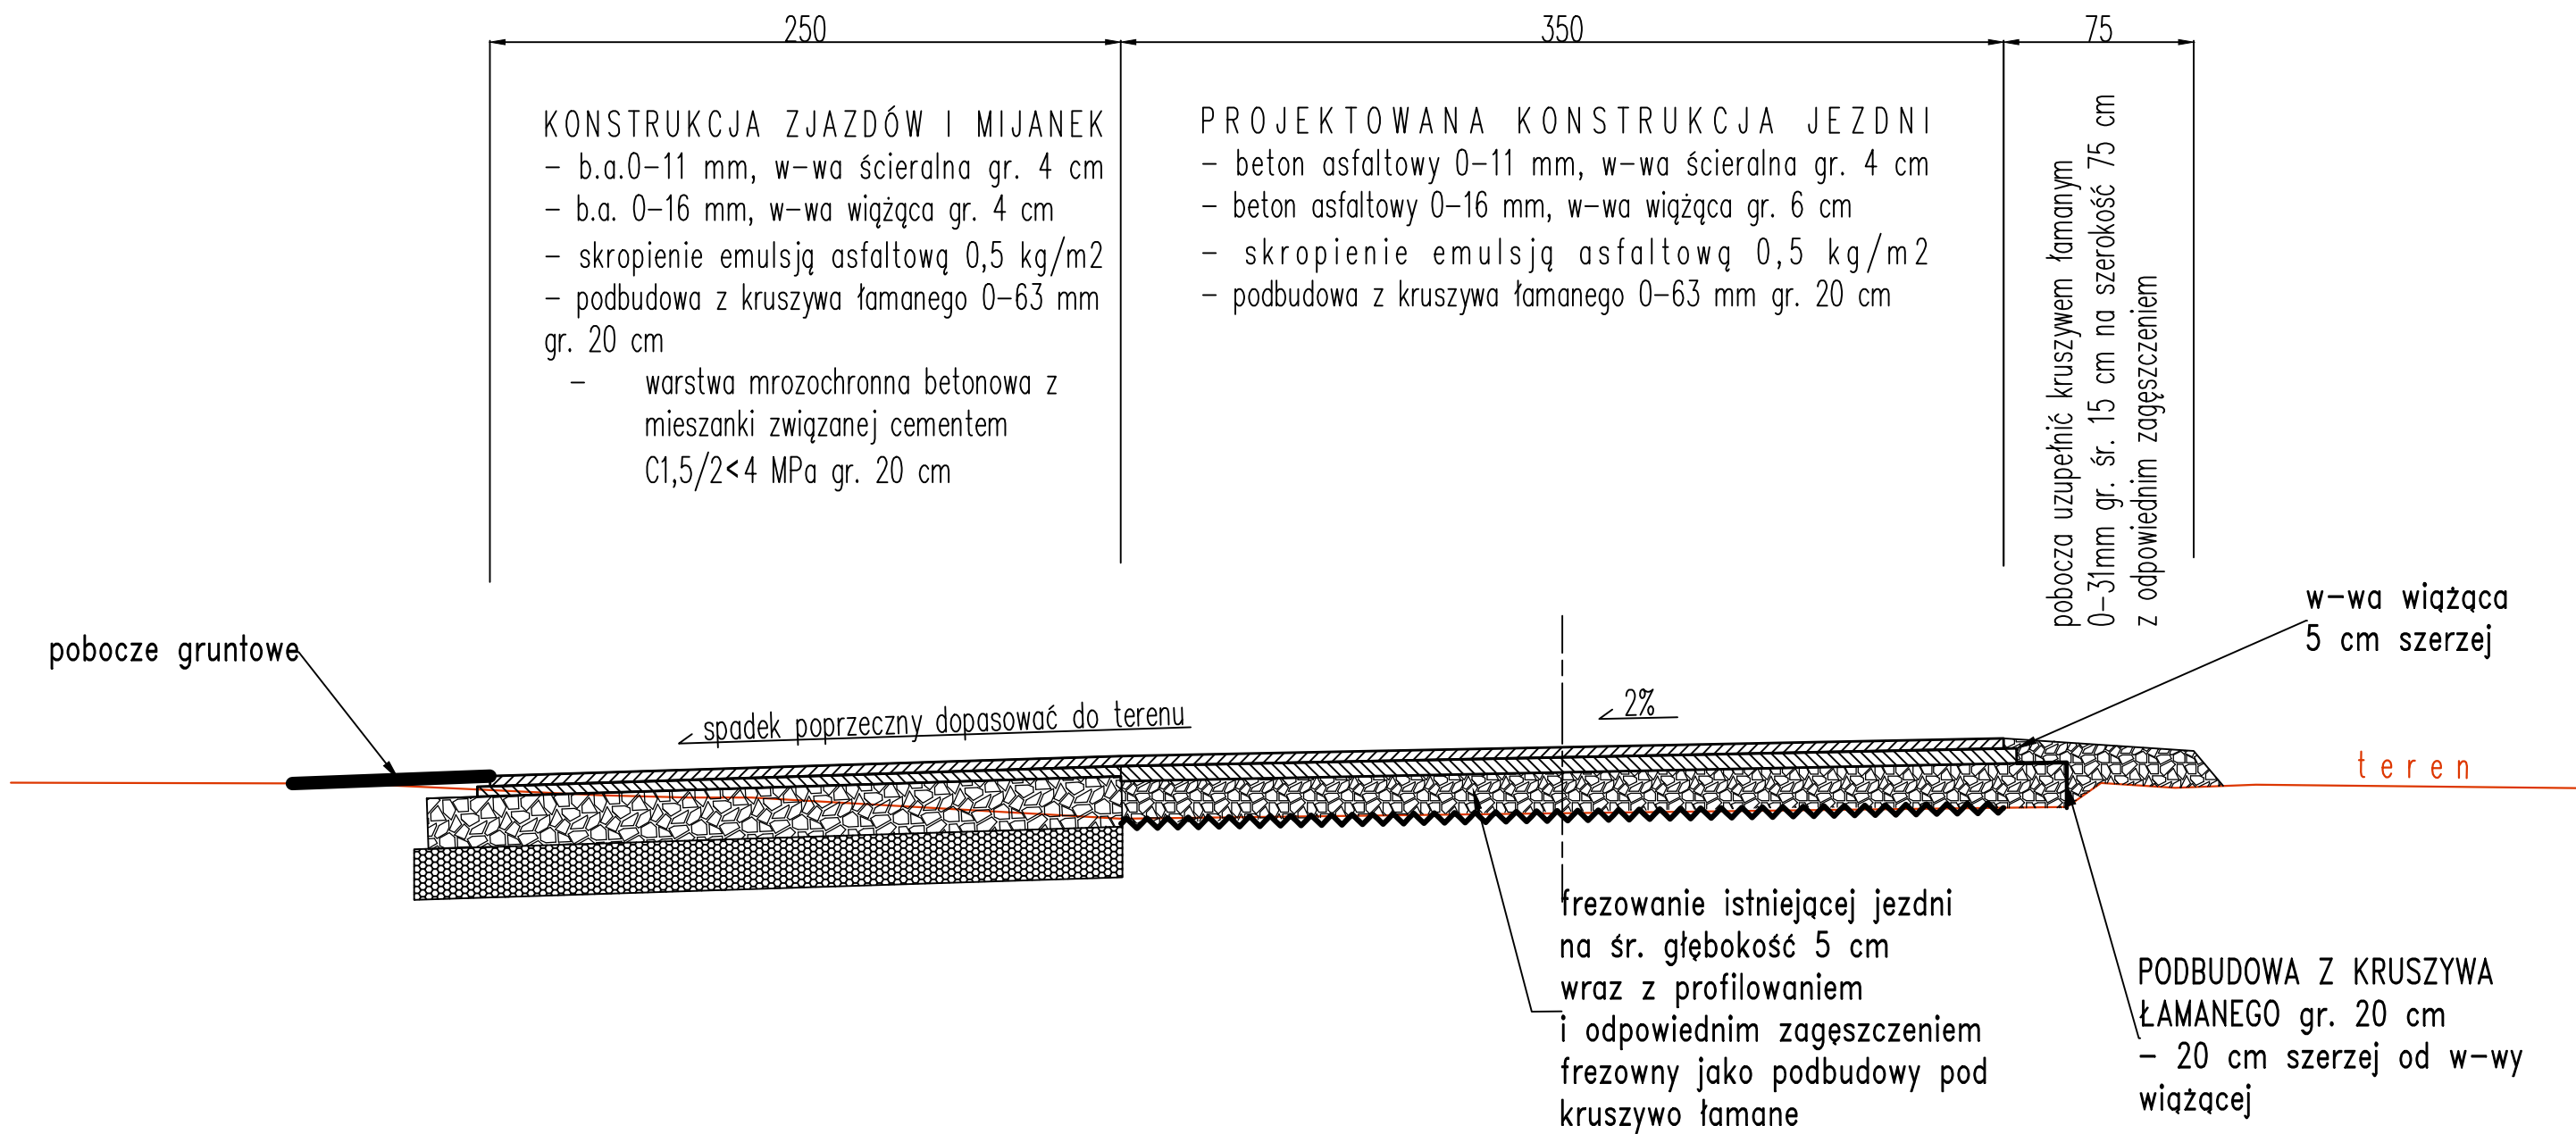 250
350
75
KONSTRUKCJA ZJAZDÓW I MIJANEK
- b.a.0-11 mm, w-wa ścieralna gr. 4 cm
- b.a. 0-16 mm, w-wa wiążąca gr. 4 cm
- skropienie emulsją asfaltową 0,5 kg/m2
- podbudowa z kruszywa łamanego 0-63 mm
gr. 20 cm
- warstwa mrozochronna betonowa z
mieszanki związanej cementem
C1,5/2<4 MPa gr. 20 cm
PROJEKTOWANA KONSTRUKCJA JEZDNI
- beton asfaltowy 0-11 mm, w-wa ścieralna gr. 4 cm
- beton asfaltowy 0-16 mm, w-wa wiążąca gr. 6 cm
- skropienie emulsją asfaltową 0,5 kg/m2
- podbudowa z kruszywa łamanego 0-63 mm gr. 20 cm
pobocza uzupełnić kruszywem łamanym
0-31mm gr. śr. 15 cm na szerokość 75 cm
z odpowiednim zagęszczeniem
w-wa wiążąca
5 cm szerzej
pobocze gruntowe
spadek poprzeczny dopasować do terenu
2%
teren
frezowanie istniejącej jezdni
na śr. głębokość 5 cm
wraz z profilowaniem
i odpowiednim zagęszczeniem
frezowny jako podbudowy pod
kruszywo łamane
PODBUDOWA Z KRUSZYWA
ŁAMANEGO gr. 20 cm
- 20 cm szerzej od w-wy
wiążącej